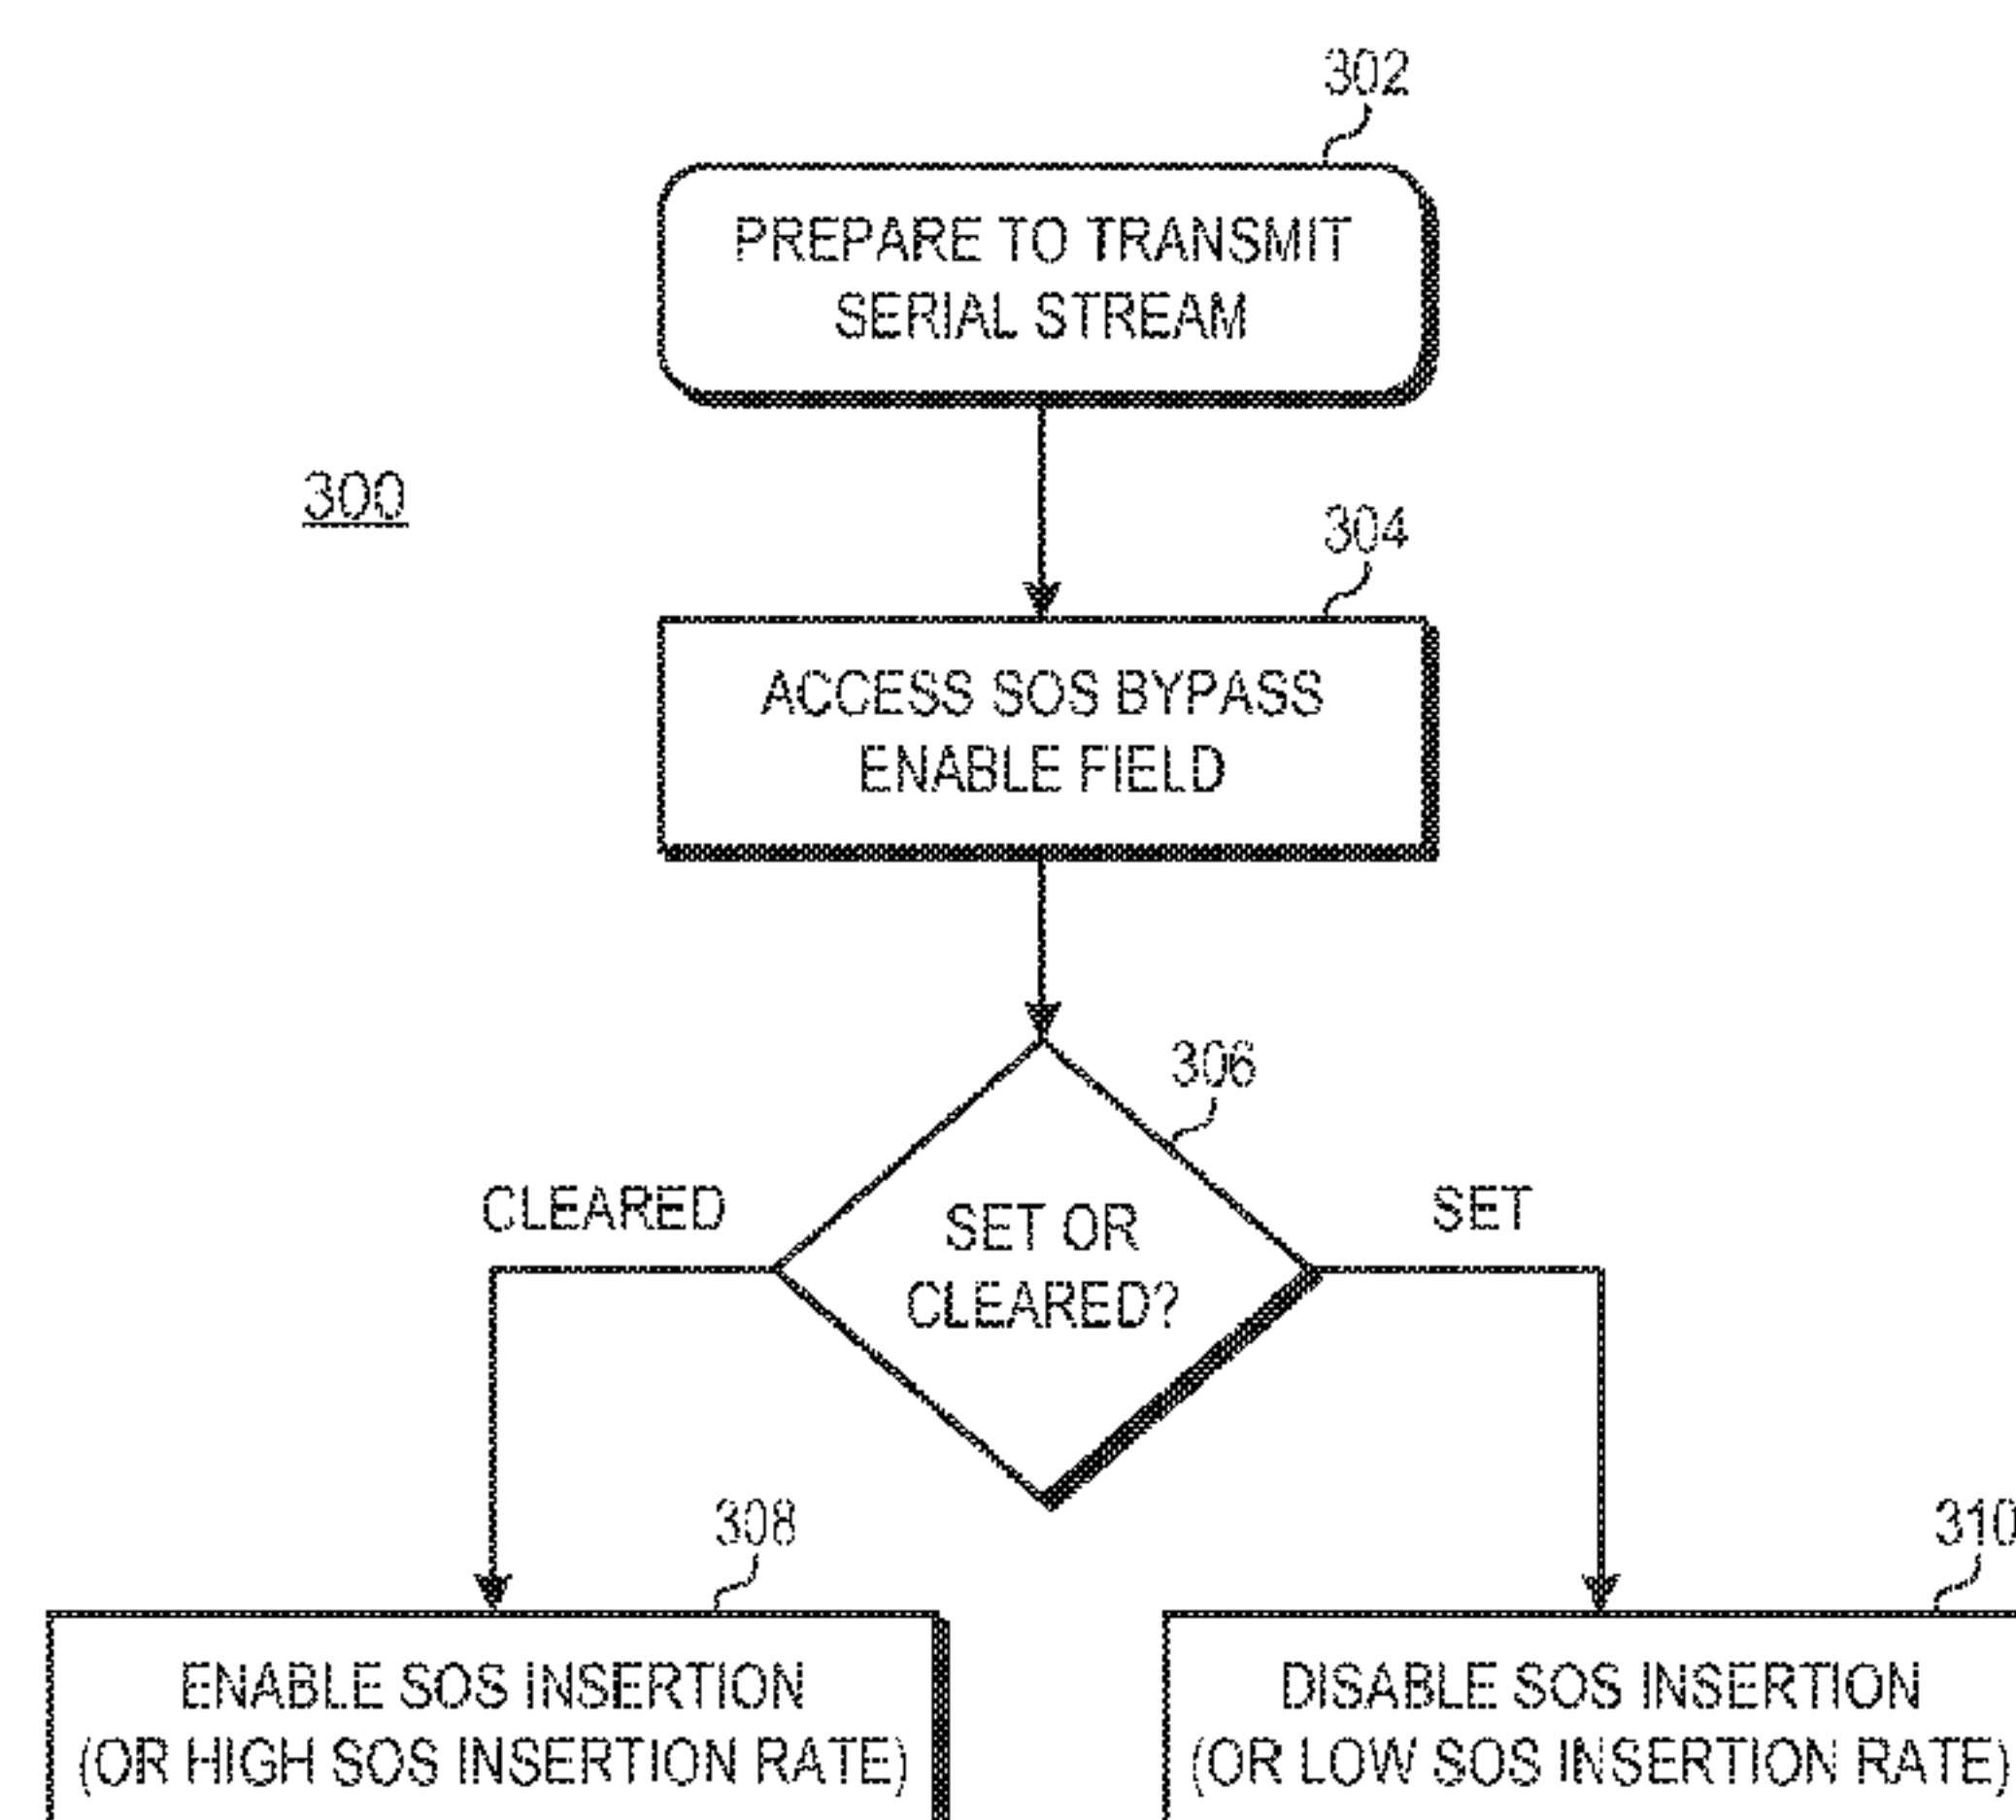 302
PREPARE TO TRANSMIT
SERIAL STREAM
300
304
ACCESS SOS BYPASS
ENABLE FIELD
306
CLEARED
SET OR
CLEARED?
SET
308
ENABLE SOS INSERTION
(OR HIGH SOS INSERTION RATE)
310
DISABLE SOS INSERTION
(OR LOW SOS INSERTION RATE)